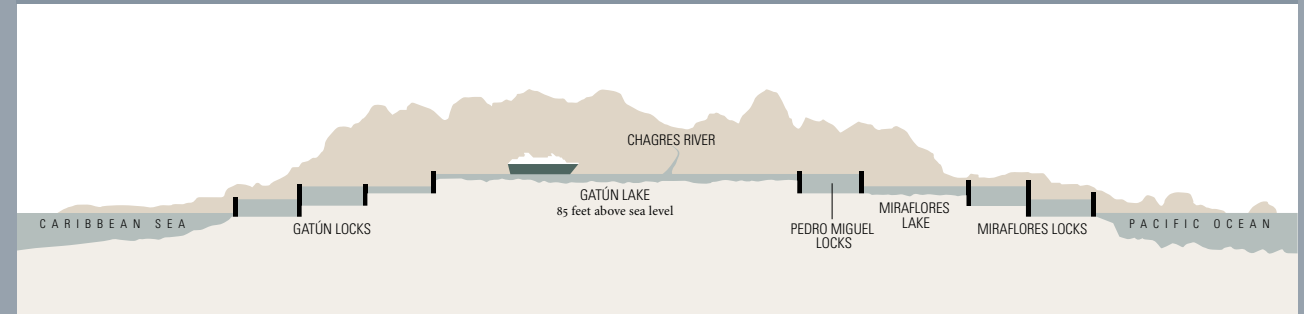 CHAGRES RIVER
GATÚN LAKE
85 feet above sea level
CARIBBEAN SEA
GATÚN LOCKS
PEDRO MIGUEL
LOCKS
MIRAFLORES
LAKE
MIRAFLORES LOCKS
PACIFIC OCEAN